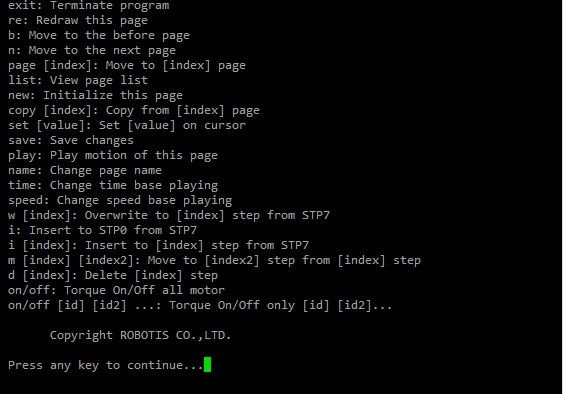 exit: Terminate program
re: Redraw this page
b: Move to the before page
n: Move to the next page
page [index]: Move to [index] page
list: View page list
new: Initialize this page
copy [index]: Copy from [index] page
set [value]: Set [value] on cursor
save: Save changes
play: Play motion of this page
name: Change page name
time: Change time base playing
speed: Change speed base playing
w [index]: Overwrite to [index] step from STP7
i: Insert to STP0 from STP7
i [index]: Insert to [index] step from STP7
m [index] [index2]: Move to [index2] step from [index] step
d [index]: Delete [index] step
on/off: Torque On/Off all motor
on/off [id] [id2] ...: Torque On/Off only [id] [id2]...
Copyright ROBOTIS CO.,LTD.
Press any key to continue...